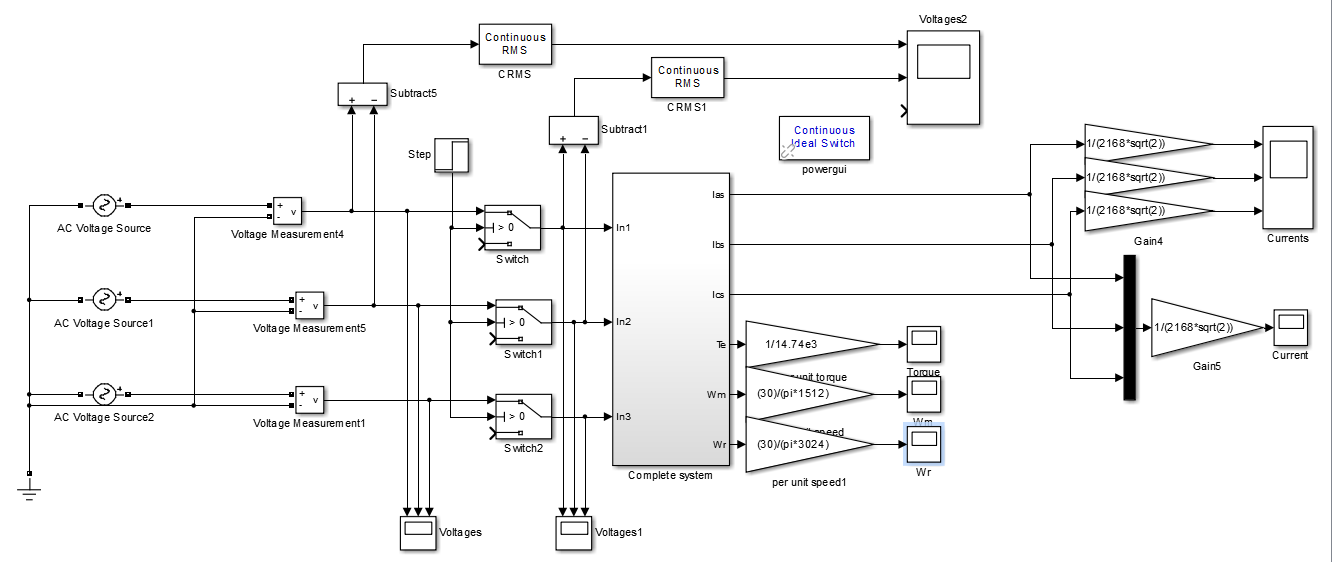 Voltages2
Continuous
RMS
CRMS
Continuous
RMS
CRMS1
Subtract5
+ −
Subtract1
+ −
Continuous
Ideal Switch
powergui
Step
1/(2168*sqrt(2))
1/(2168*sqrt(2))
1/(2168*sqrt(2))
Gain4
Currents
AC Voltage Source
+
+
-
v
Voltage Measurement4
> 0
Switch
In1
Ias
Ibs
Ics
AC Voltage Source1
+
+
-
v
Voltage Measurement5
> 0
Switch1
In2
1/(2168*sqrt(2))
Gain5
Current
Te
1/14.74e3
Torque
unit torque
AC Voltage Source2
+
+
-
v
Voltage Measurement1
> 0
Switch2
In3
Wm
(30)/(pi*1512)
Wm
speed
Wr
(30)/(pi*3024)
Wr
per unit speed1
Complete system
Voltages
Voltages1